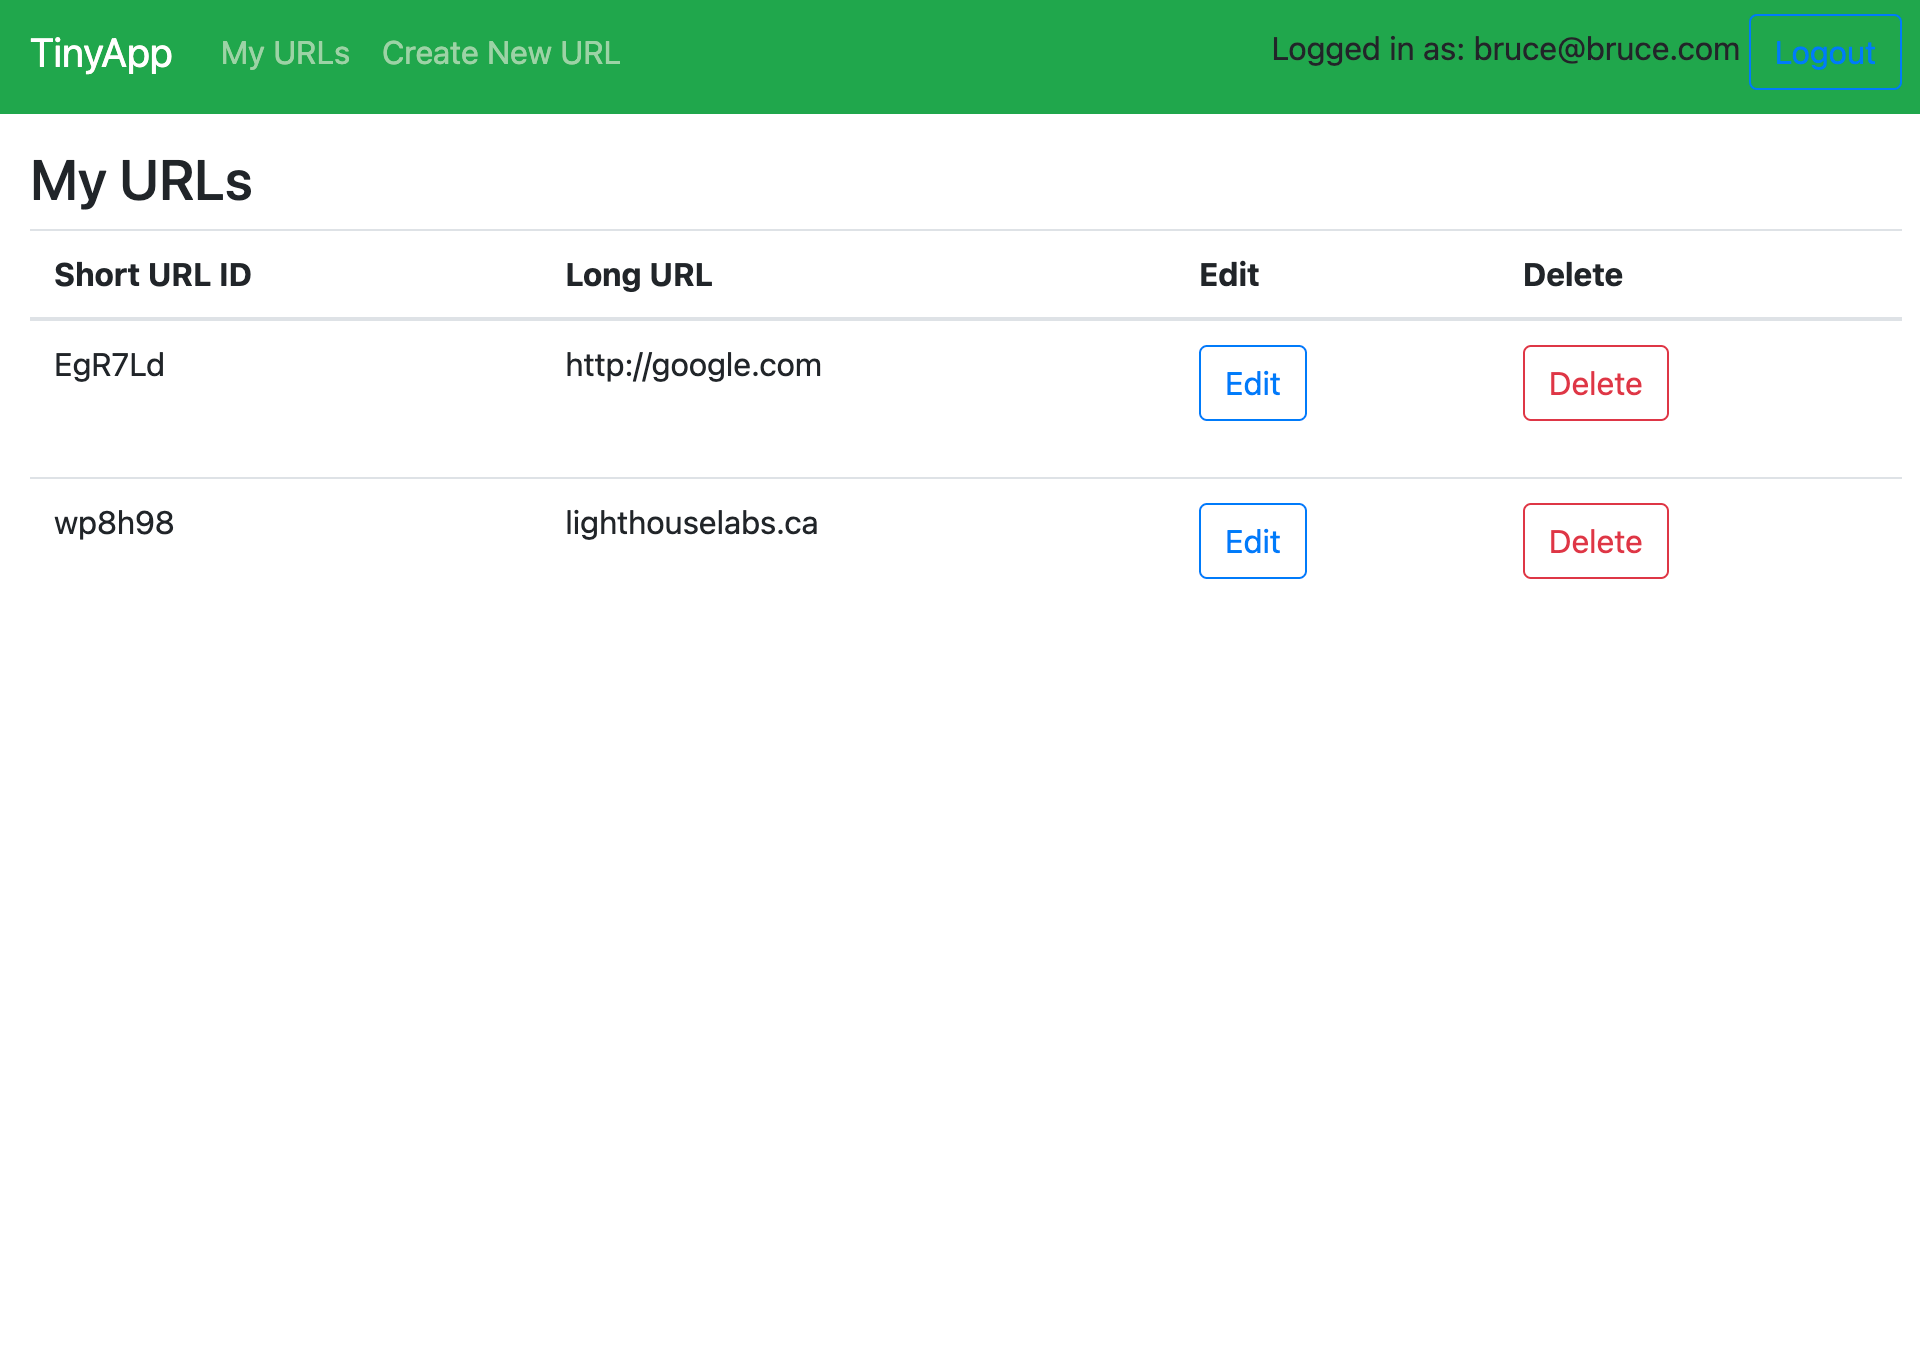 TinyApp My URLs Create New URL Logged in as: bruce@bruce.com Logout
My URLs
Short URL ID Long URL Edit Delete
EgR7Ld http://google.com Edit Delete
wp8h98 lighthouselabs.ca Edit Delete